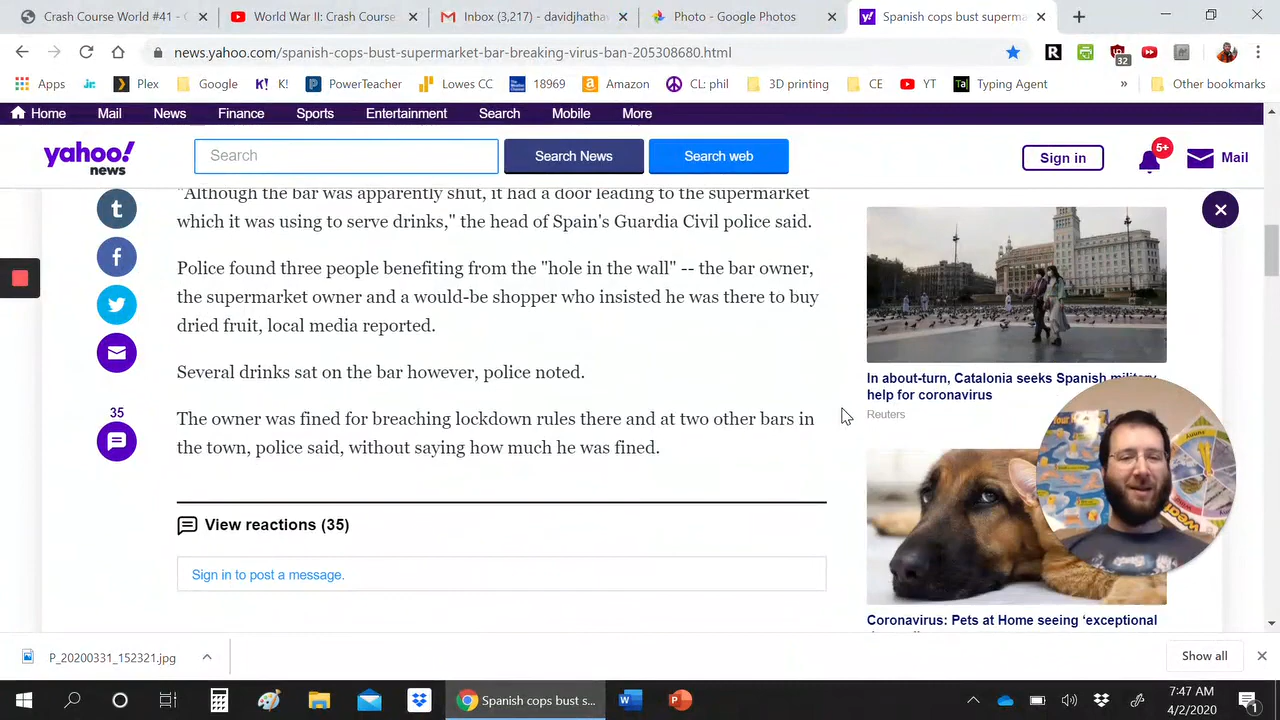 Crash Course World #41 -
World War II: Crash Course
Inbox (3,217) - davidjhatha
Photo - Google Photos
Spanish cops bust superma
news.yahoo.com/spanish-cops-bust-supermarket-bar-breaking-virus-ban-205308680.html
R
32
Apps
Jr.
Plex
Google
K!
PowerTeacher
Lowes CC
18969
Amazon
CL: phil
3D printing
CE
YT
Typing Agent
»
Other bookmarks
Home
Mail
News
Finance
Sports
Entertainment
Search
Mobile
More
yahoo!
news
Search
Search News
Search web
Sign in
5+
Mail
"Although the bar was apparently shut, it had a door leading to the supermarket
which it was using to serve drinks," the head of Spain's Guardia Civil police said.
Police found three people benefiting from the "hole in the wall" -- the bar owner,
the supermarket owner and a would-be shopper who insisted he was there to buy
dried fruit, local media reported.
Several drinks sat on the bar however, police noted.
35
The owner was fined for breaching lockdown rules there and at two other bars in
the town, police said, without saying how much he was fined.
View reactions (35)
Sign in to post a message.
In about-turn, Catalonia seeks Spanish military
help for coronavirus
Reuters
Coronavirus: Pets at Home seeing ‘exceptional
P_20200331_152321.jpg
Show all
Spanish cops bust s...
7:47 AM
4/2/2020
1